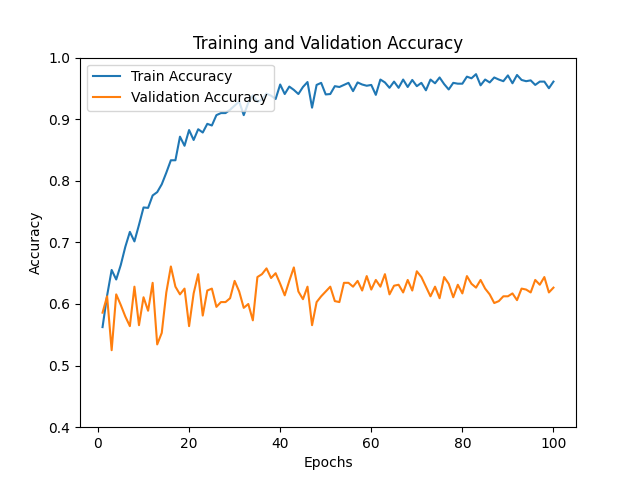 Training and Validation Accuracy
Train Accuracy
Validation Accuracy
1.0
0.9
0.8
0.7
0.6
0.5
0.4
Accuracy
0 20 40 60 80 100
Epochs